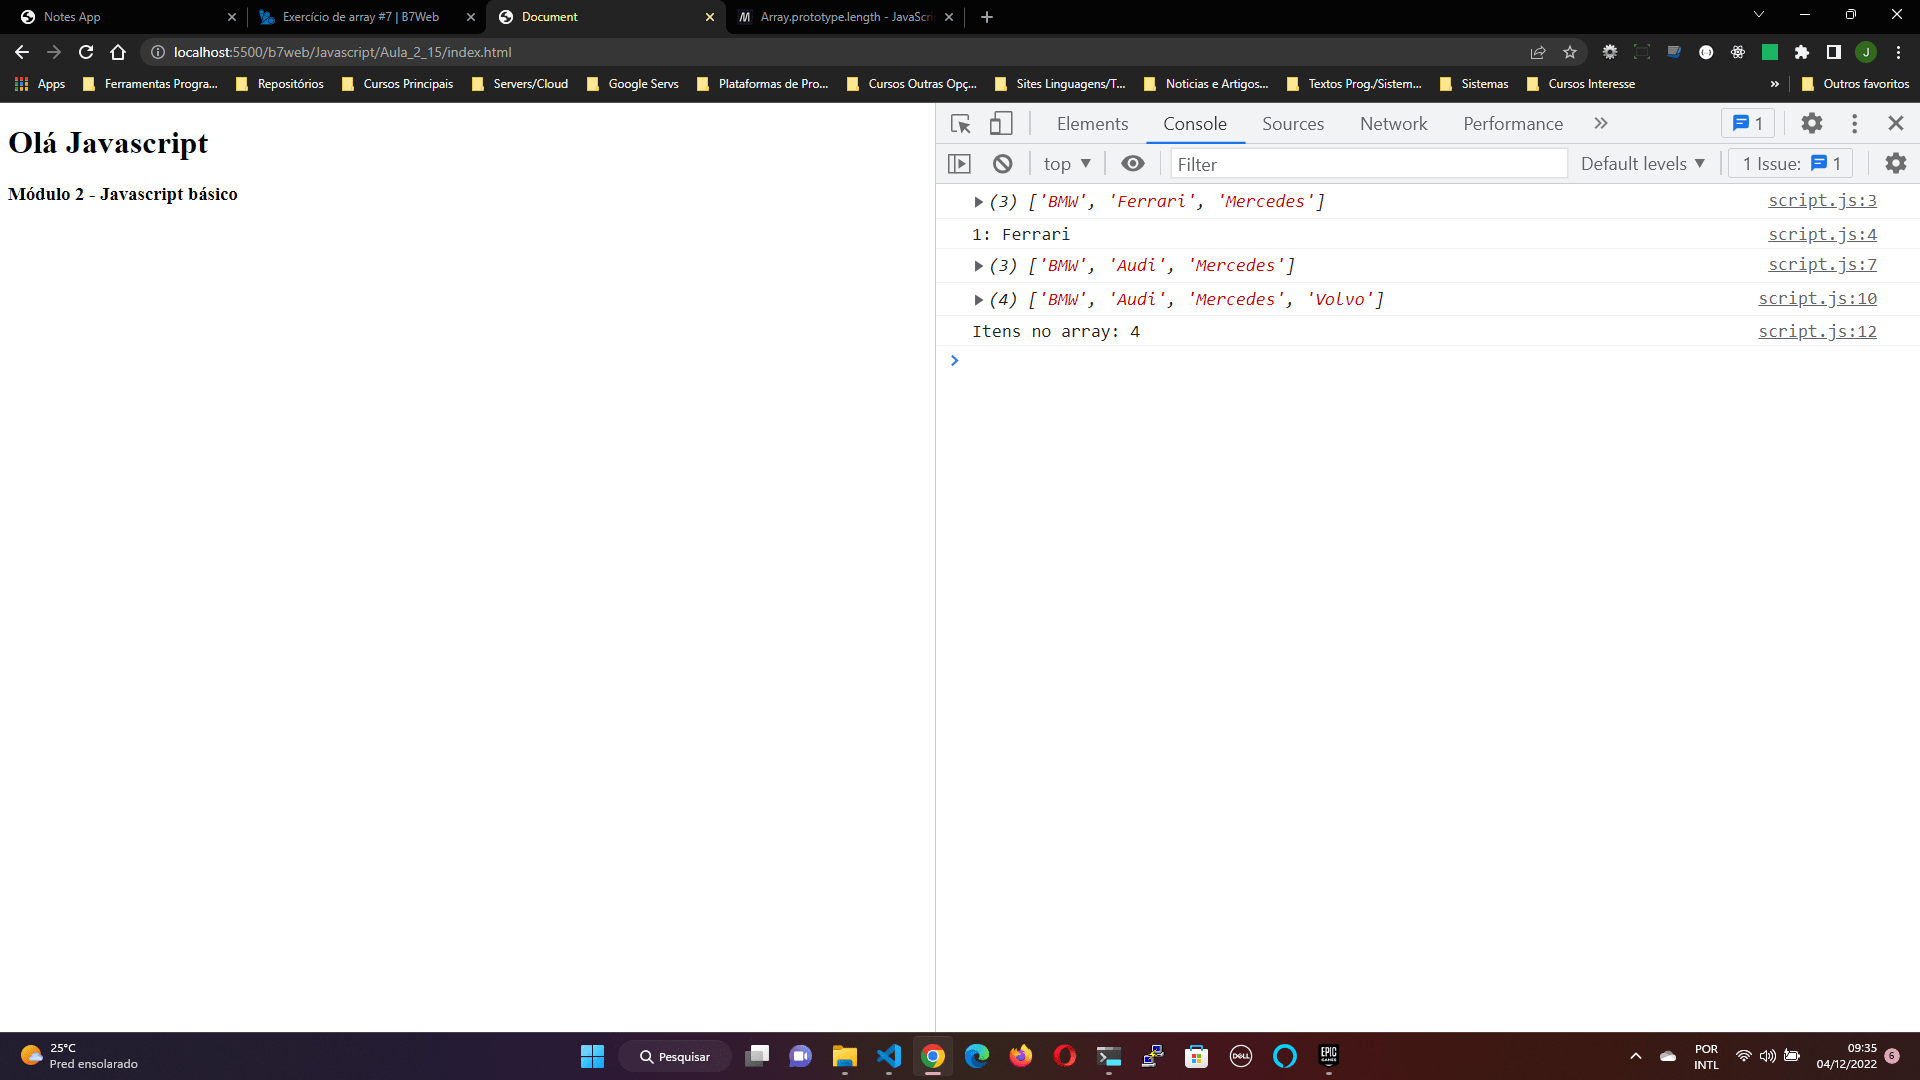 Notes App
Exercício de array #7 | B7Web
Document
Array.prototype.length - JavaScri
localhost:5500/b7web/Javascript/Aula_2_15/index.html
J
Apps
Ferramentas Progra...
Repositórios
Cursos Principais
Servers/Cloud
Google Servs
Plataformas de Pro...
Cursos Outras Opç...
Sites Linguagens/T...
Noticias e Artigos...
Textos Prog./Sistem...
Sistemas
Cursos Interesse
»
Outros favoritos
Olá Javascript
Módulo 2 - Javascript básico
Elements
Console
Sources
Network
Performance
»
1
top
Filter
Default levels
1 Issue: 1
(3) ['BMW', 'Ferrari', 'Mercedes'] script.js:3
1: Ferrari script.js:4
(3) ['BMW', 'Audi', 'Mercedes'] script.js:7
(4) ['BMW', 'Audi', 'Mercedes', 'Volvo'] script.js:10
Itens no array: 4 script.js:12
25°C
Pred ensolarado
Pesquisar
DELL
EPIC
GAMES
POR
INTL
09:35
04/12/2022
6